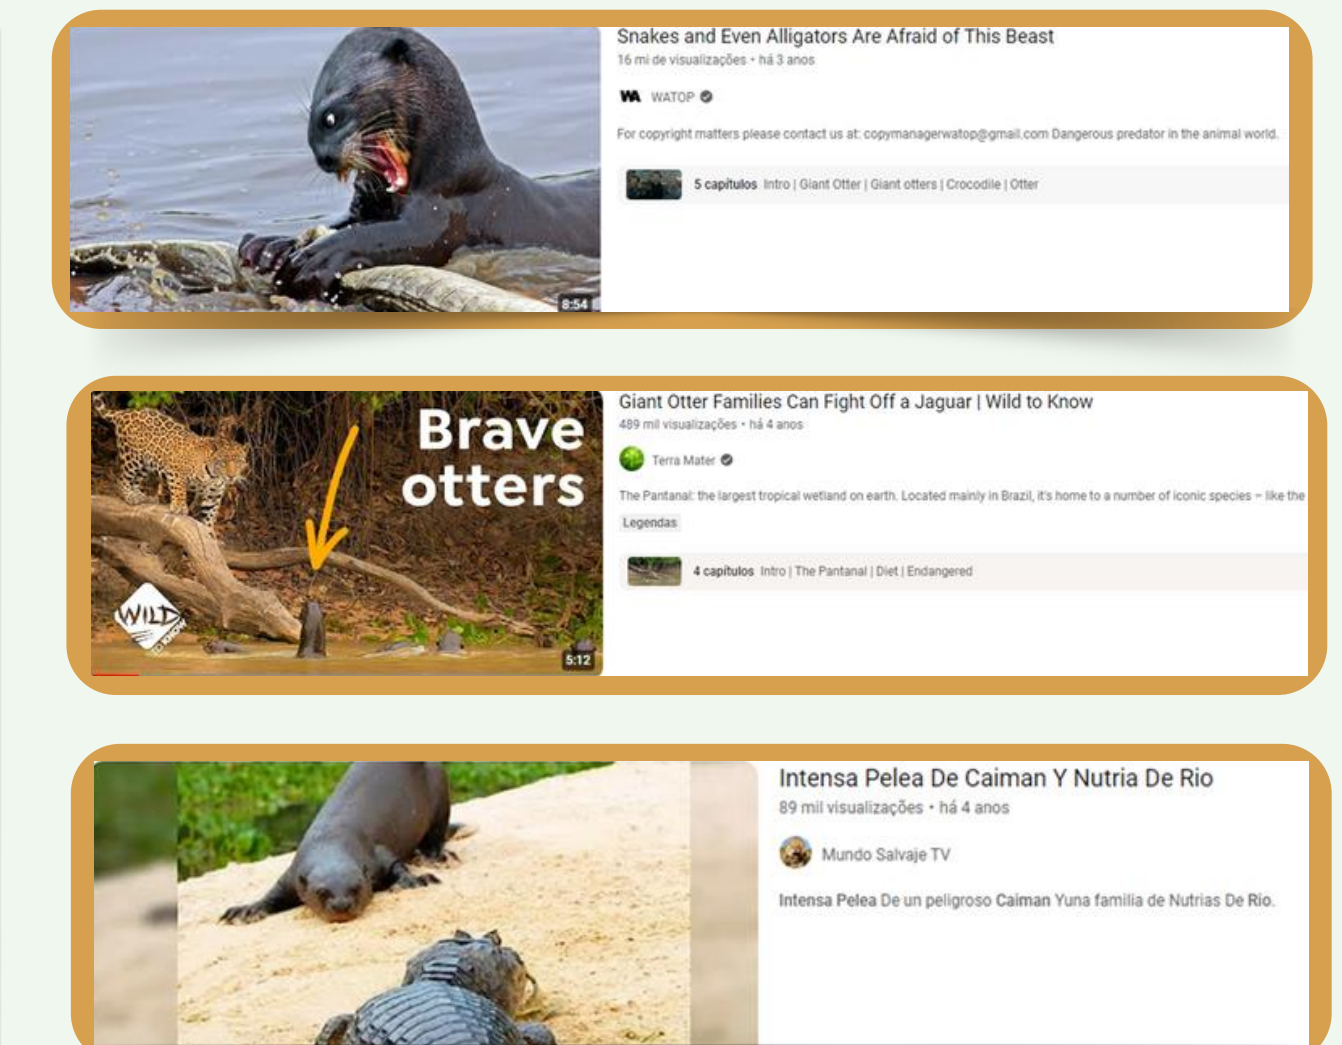 Snakes and Even Alligators Are Afraid of This Beast
16 mi de visualizações • há 3 anos
WA WATOP
For copyright matters please contact us at: copymanagerwatop@gmail.com Dangerous predator in the animal world.
5 capítulos Intro | Giant Otter | Giant otters | Crocodile | Otter
8:54
Brave
otters
WILD
TO KNOW
5:12
Giant Otter Families Can Fight Off a Jaguar | Wild to Know
489 mil visualizações • há 4 anos
Terra Mater
The Pantanal: the largest tropical wetland on earth. Located mainly in Brazil, it's home to a number of iconic species – like the
Legendas
4 capítulos Intro | The Pantanal | Diet | Endangered
Intensa Pelea De Caiman Y Nutria De Rio
89 mil visualizações • há 4 anos
Mundo Salvaje TV
Intensa Pelea De un peligroso Caiman Yuna familia de Nutrias De Rio.